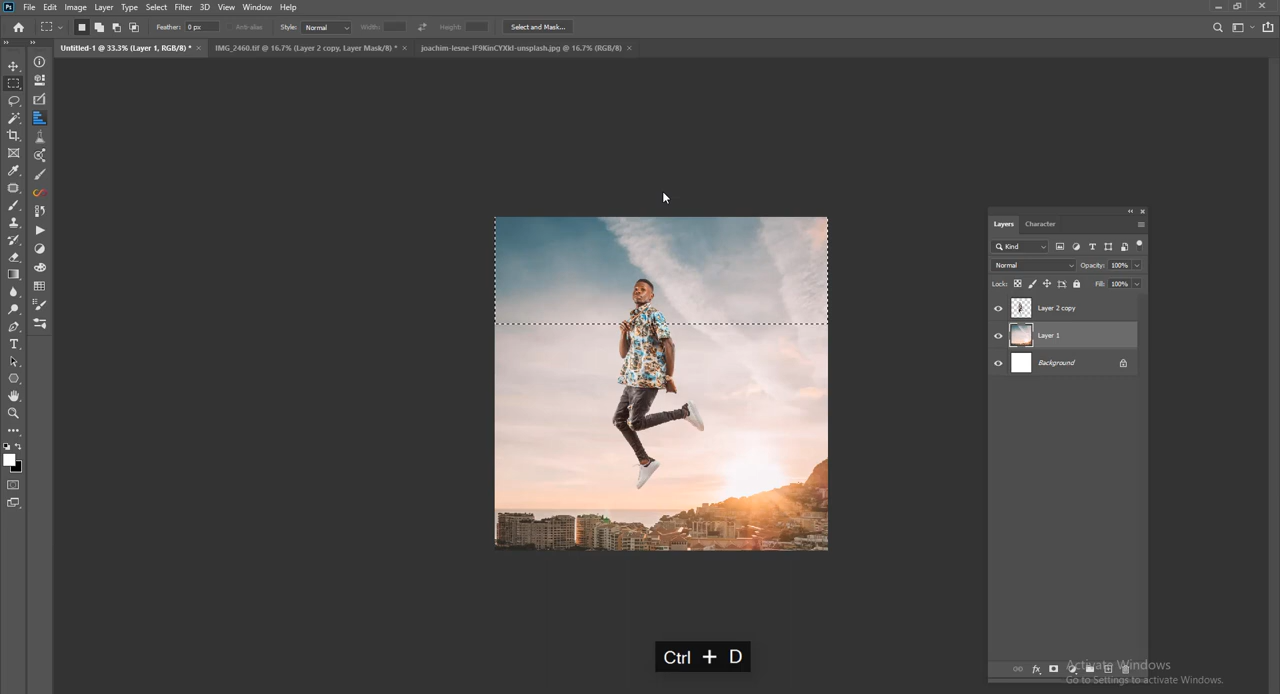 Ps File Edit Image Layer Type Select Filter 3D View Window Help
Feather: 0 px Anti-alias Style: Normal Width: Height: Select and Mask...
Untitled-1 @ 33.3% (Layer 1, RGB/8) * × IMG_2460.tif @ 16.7% (Layer 2 copy, Layer Mask/8) * × joachim-lesne-IF9KinCYXkI-unsplash.jpg @ 16.7% (RGB/8) ×
Layers Character
Kind
Normal Opacity: 100%
Lock: Fill: 100%
Layer 2 copy
Layer 1
Background
Ctrl + D
Activate Windows
Go to Settings to activate Windows.